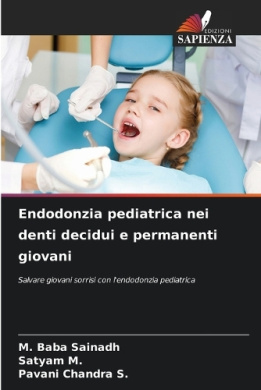 EDIZIONI
SAPIENZA
Endodonzia pediatrica nei
denti decidui e permanenti
giovani
Salvare giovani sorrisi con l'endodonzia pediatrica
M. Baba Sainadh
Satyam M.
Pavani Chandra S.